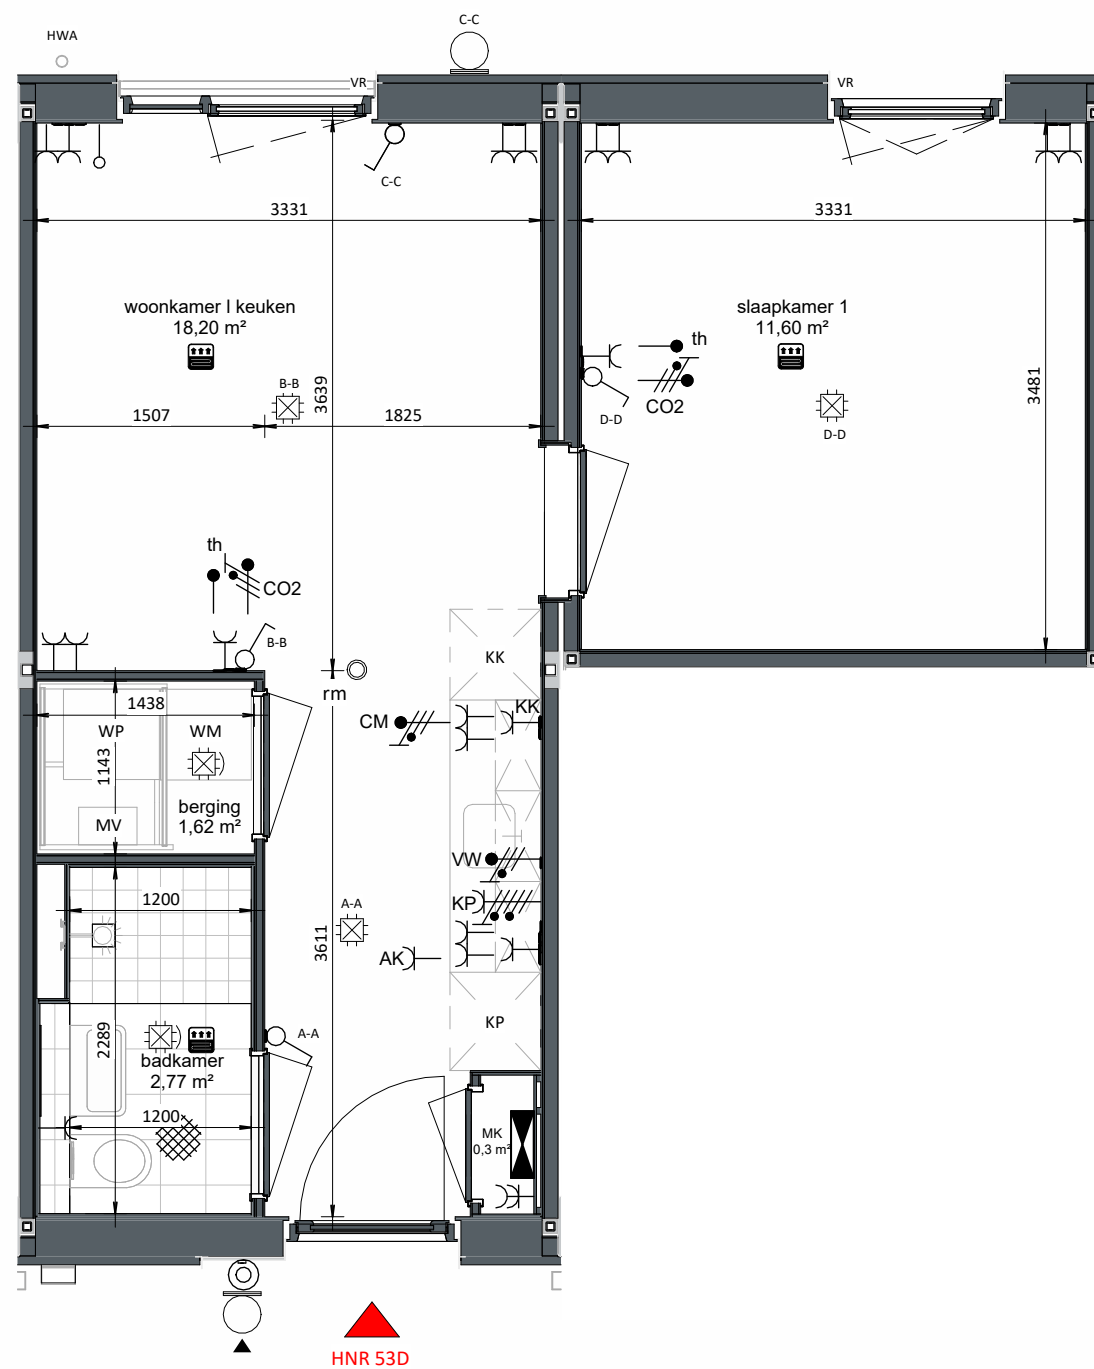 C-C
HWA
VR
VR
C-C
3331
3331
woonkamer I keuken
18,20 m²
slaapkamer 1
11,60 m²
th
B-B
3639
3481
CO2
D-D
D-D
1507
1825
th
CO2
B-B
KK
rm
1438
KK
CM
WP
WM
1143
berging
1,62 m²
MV
VW
1200
KP
A-A
3611
AK
KP
A-A
2289
badkamer
2,77 m²
1200
MK
0,3 m²
HNR 53D